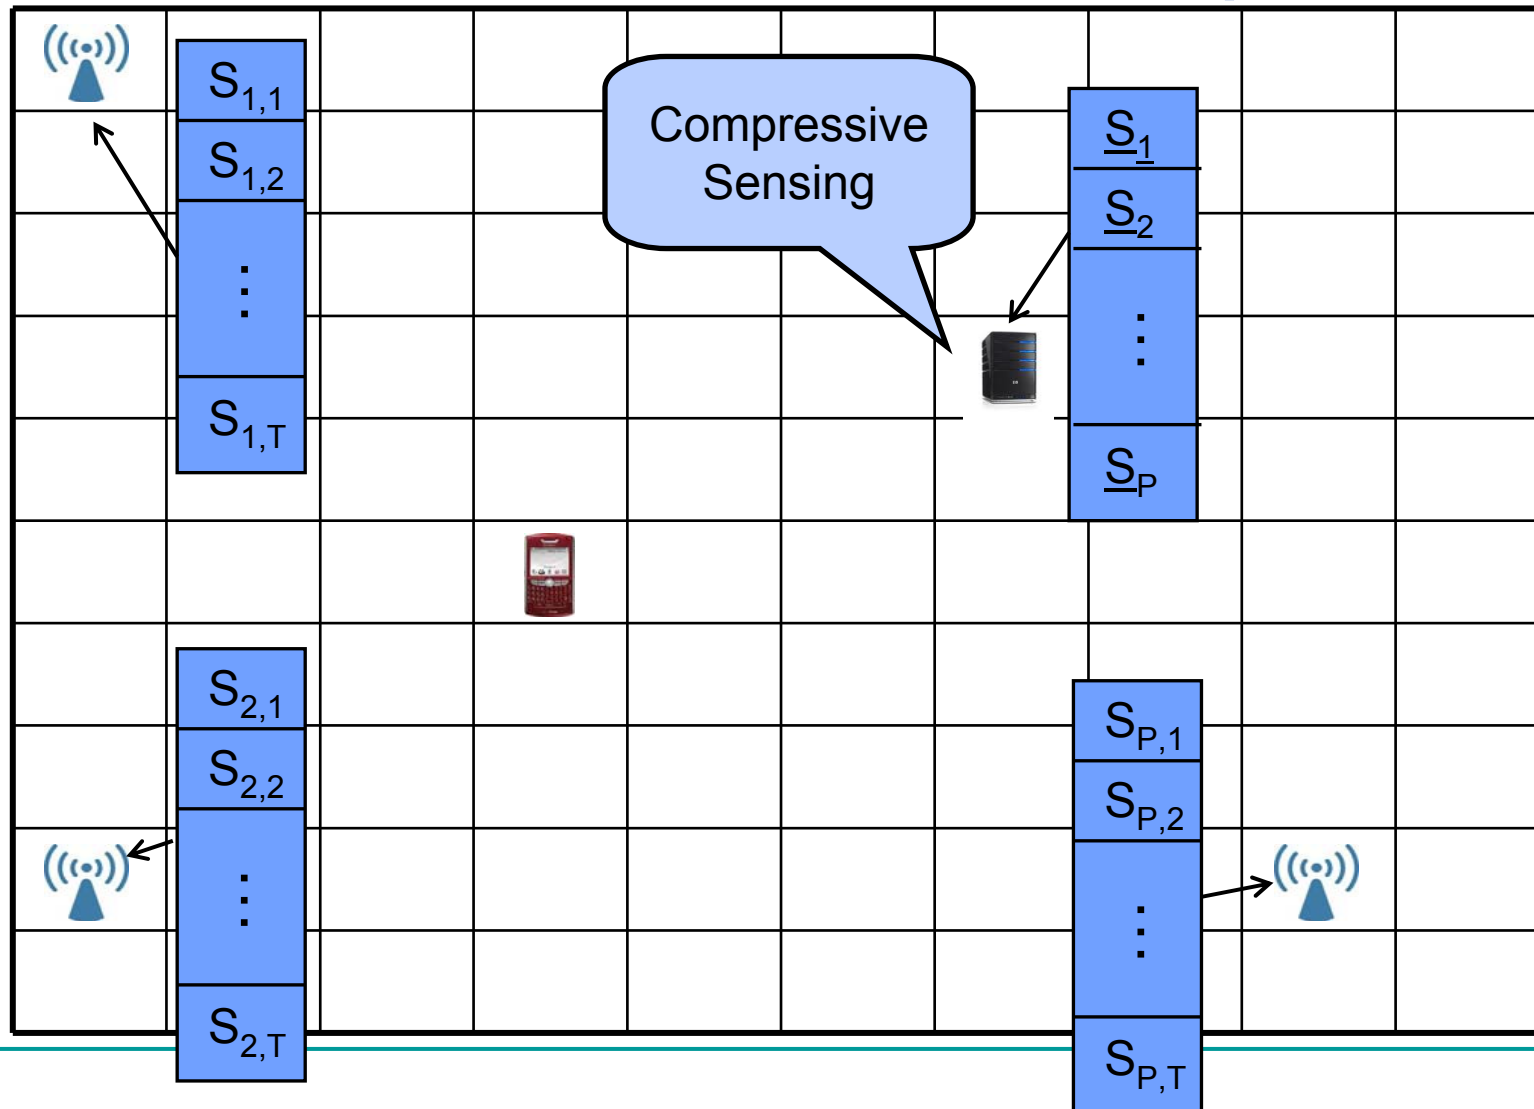 S1,1
S1,2
⋮
S1,T
Compressive
Sensing
S1
S2
⋮
SP
S2,1
S2,2
⋮
S2,T
SP,1
SP,2
⋮
SP,T